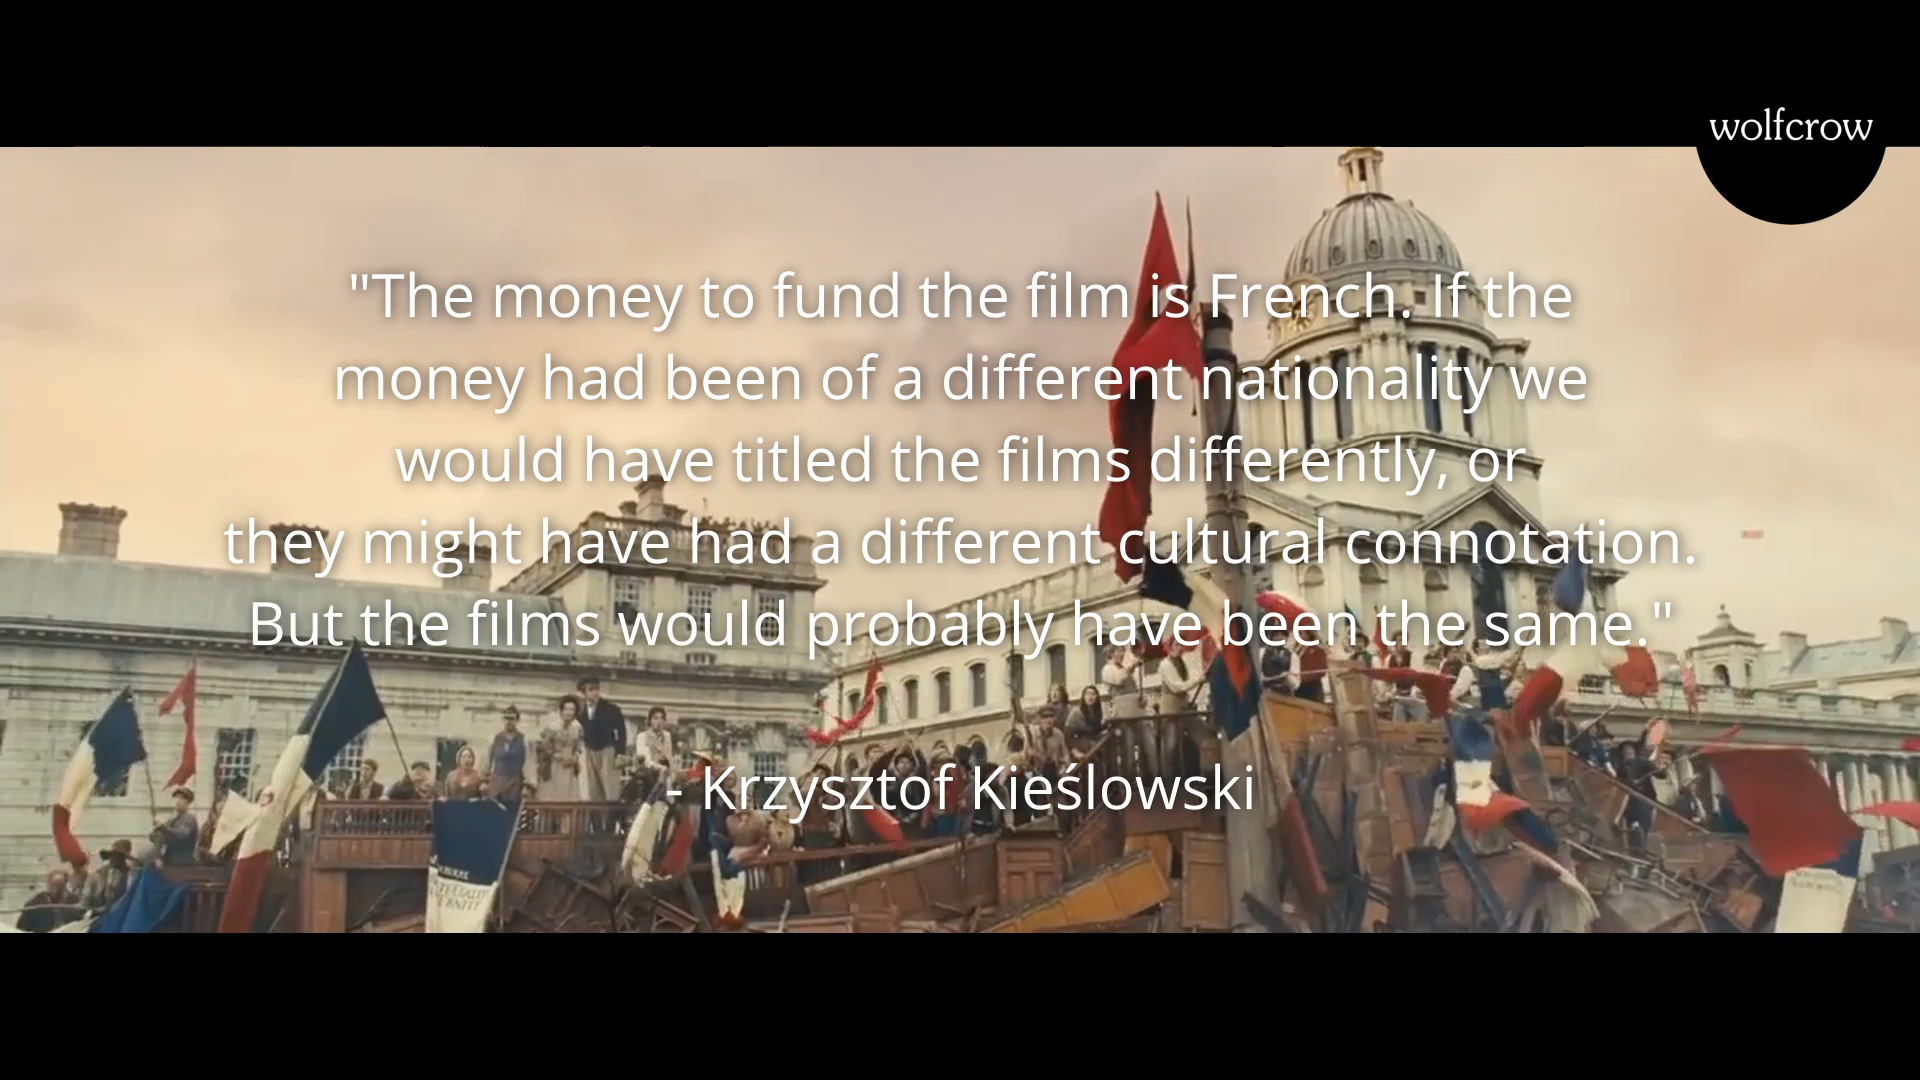 wolfcrow
"The money to fund the film is French. If the
money had been of a different nationality we
would have titled the films differently, or
they might have had a different cultural connotation.
But the films would probably have been the same."
- Krzysztof Kieślowski